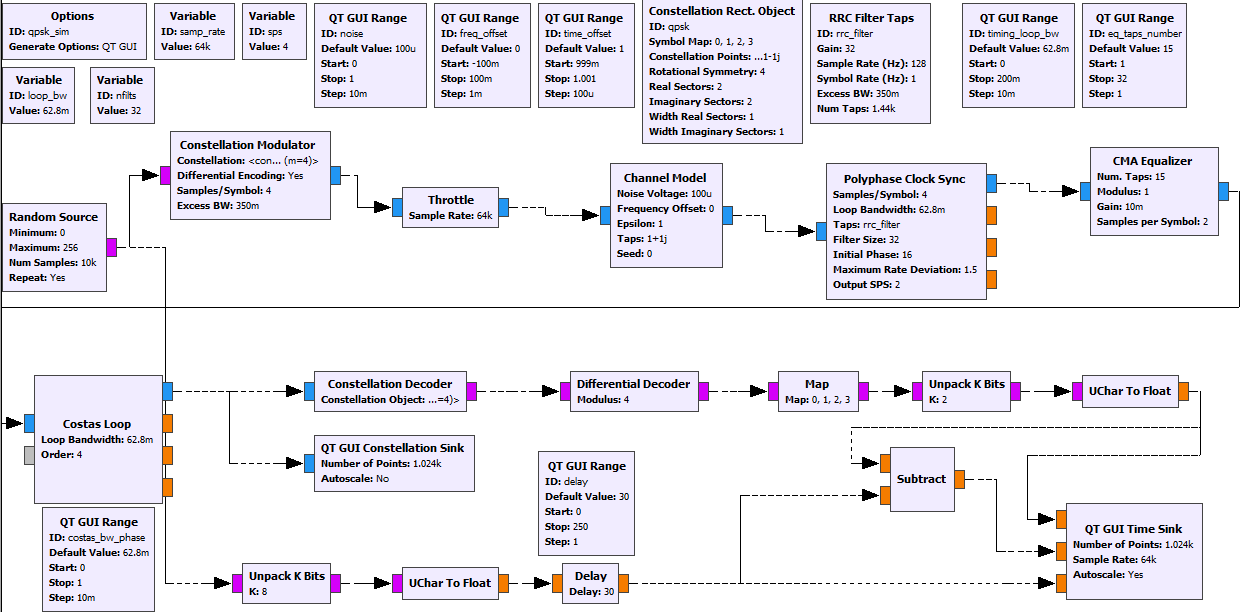 Options
ID: qpsk_sim
Generate Options: QT GUI
Variable
ID: samp_rate
Value: 64k
Variable
ID: sps
Value: 4
QT GUI Range
ID: noise
Default Value: 100u
Start: 0
Stop: 1
Step: 10m
QT GUI Range
ID: freq_offset
Default Value: 0
Start: -100m
Stop: 100m
Step: 1m
QT GUI Range
ID: time_offset
Default Value: 1
Start: 999m
Stop: 1.001
Step: 100u
Constellation Rect. Object
ID: qpsk
Symbol Map: 0, 1, 2, 3
Constellation Points: ...1-1j
Rotational Symmetry: 4
Real Sectors: 2
Imaginary Sectors: 2
Width Real Sectors: 1
Width Imaginary Sectors: 1
RRC Filter Taps
ID: rrc_filter
Gain: 32
Sample Rate (Hz): 128
Symbol Rate (Hz): 1
Excess BW: 350m
Num Taps: 1.44k
QT GUI Range
ID: timing_loop_bw
Default Value: 62.8m
Start: 0
Stop: 200m
Step: 10m
QT GUI Range
ID: eq_taps_number
Default Value: 15
Start: 1
Stop: 32
Step: 1
Variable
ID: loop_bw
Value: 62.8m
Variable
ID: nfilts
Value: 32
Random Source
Minimum: 0
Maximum: 256
Num Samples: 10k
Repeat: Yes
Constellation Modulator
Constellation: <con... (m=4)>
Differential Encoding: Yes
Samples/Symbol: 4
Excess BW: 350m
Throttle
Sample Rate: 64k
Channel Model
Noise Voltage: 100u
Frequency Offset: 0
Epsilon: 1
Taps: 1+1j
Seed: 0
Polyphase Clock Sync
Samples/Symbol: 4
Loop Bandwidth: 62.8m
Taps: rrc_filter
Filter Size: 32
Initial Phase: 16
Maximum Rate Deviation: 1.5
Output SPS: 2
CMA Equalizer
Num. Taps: 15
Modulus: 1
Gain: 10m
Samples per Symbol: 2
Costas Loop
Loop Bandwidth: 62.8m
Order: 4
Constellation Decoder
Constellation Object: ...=4)>
Differential Decoder
Modulus: 4
Map
Map: 0, 1, 2, 3
Unpack K Bits
K: 2
UChar To Float
QT GUI Constellation Sink
Number of Points: 1.024k
Autoscale: No
QT GUI Range
ID: delay
Default Value: 30
Start: 0
Stop: 250
Step: 1
Subtract
QT GUI Time Sink
Number of Points: 1.024k
Sample Rate: 64k
Autoscale: Yes
QT GUI Range
ID: costas_bw_phase
Default Value: 62.8m
Start: 0
Stop: 1
Step: 10m
Unpack K Bits
K: 8
UChar To Float
Delay
Delay: 30